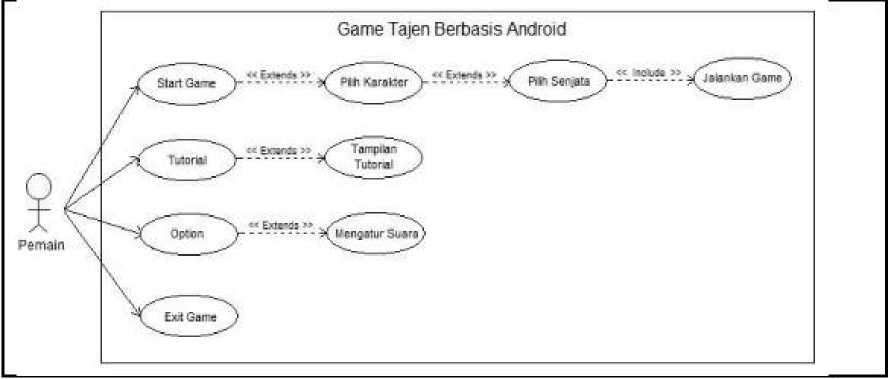 Game Tajen Berbasis Android
Start Game
<< Extends >>
Pilih Karakter
<< Extends >>
Pilih Senjata
<< Include >>
Jalankan Game
Tutorial
<< Extends >>
Tampilan
Tutorial
Option
<< Extends >>
Mengatur Suara
Exit Game
Pemain